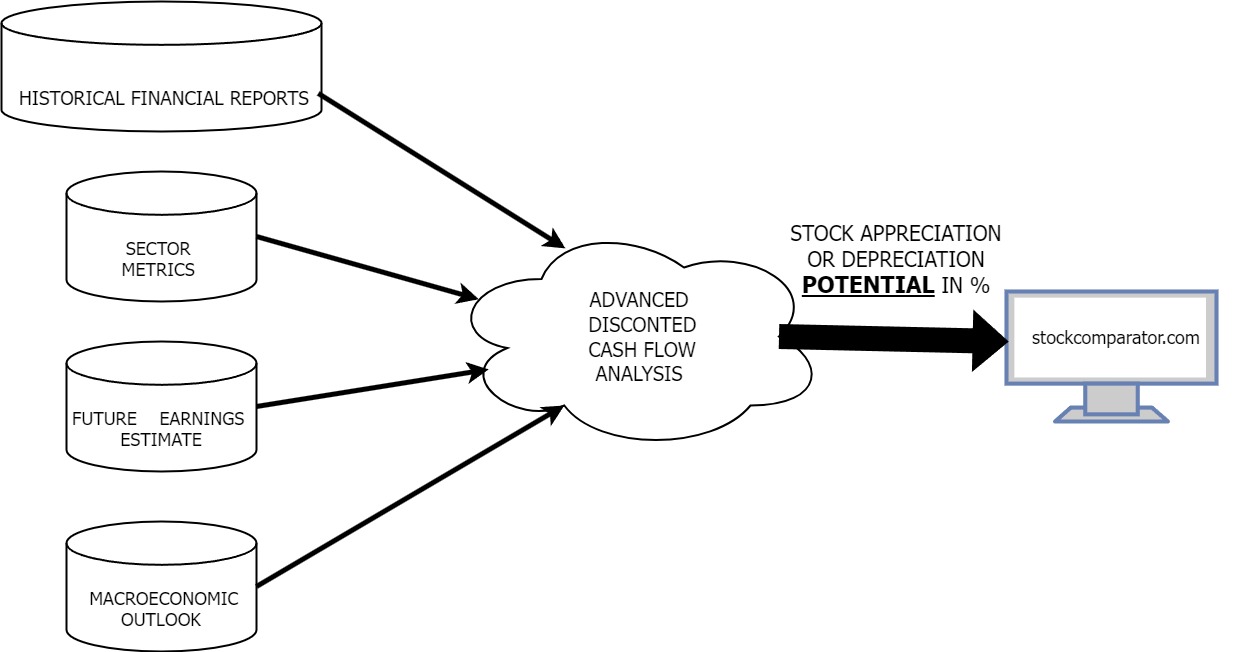 HISTORICAL FINANCIAL REPORTS
SECTOR
METRICS
FUTURE EARNINGS
ESTIMATE
MACROECONOMIC
OUTLOOK
ADVANCED
DISCONTED
CASH FLOW
ANALYSIS
STOCK APPRECIATION
OR DEPRECIATION
POTENTIAL IN %
stockcomparator.com